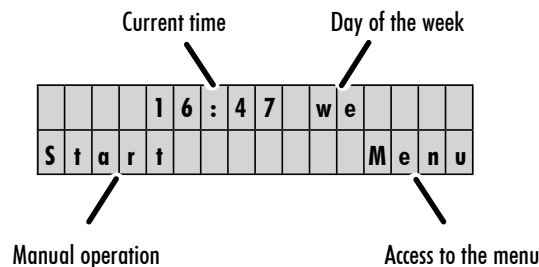 Current time Day of the week
16:47 we
Start Menu
Manual operation Access to the menu